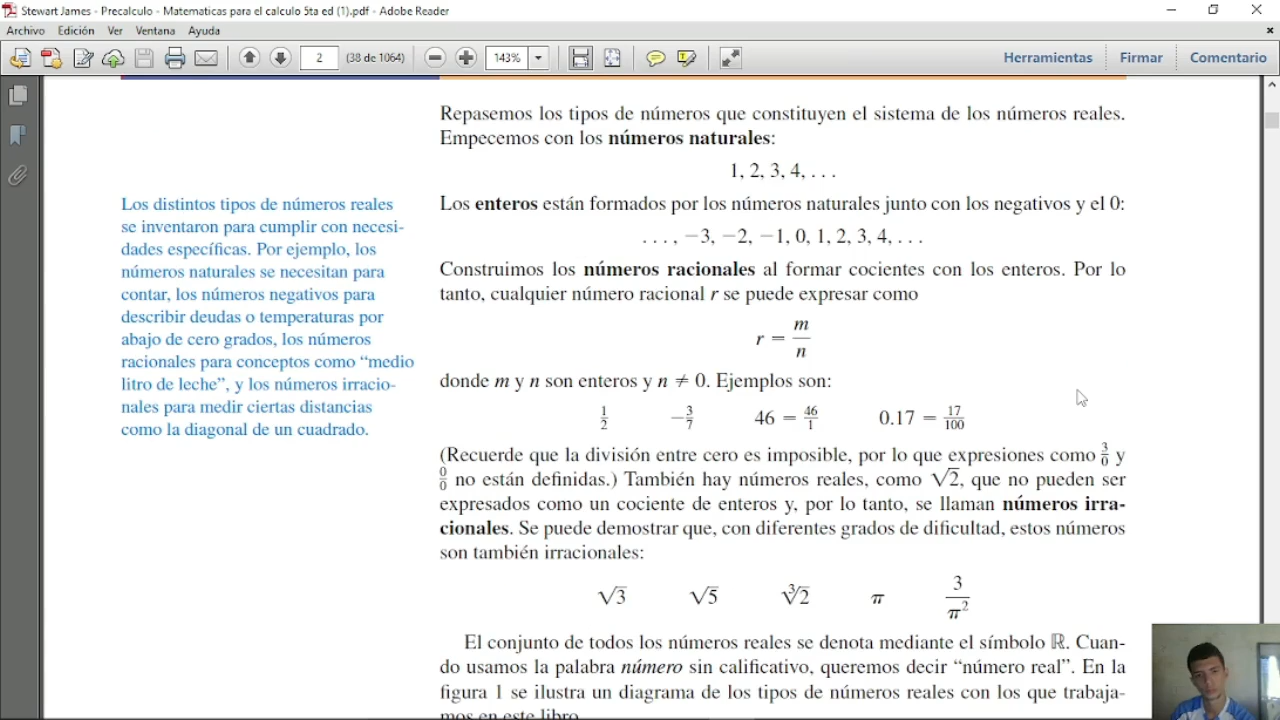 Stewart James - Precalculo - Matematicas para el calculo 5ta ed (1).pdf - Adobe Reader
Archivo Edición Ver Ventana Ayuda
2 (38 de 1064) 143% Herramientas Firmar Comentario
Repasemos los tipos de números que constituyen el sistema de los números reales.
Empecemos con los números naturales:
1, 2, 3, 4, . . .
Los enteros están formados por los números naturales junto con los negativos y el 0:
. . . , −3, −2, −1, 0, 1, 2, 3, 4, . . .
Construimos los números racionales al formar cocientes con los enteros. Por lo
tanto, cualquier número racional r se puede expresar como
r = m/n
donde m y n son enteros y n ≠ 0. Ejemplos son:
1/2 −3/7 46 = 46/1 0.17 = 17/100
(Recuerde que la división entre cero es imposible, por lo que expresiones como 3/0 y
0/0 no están definidas.) También hay números reales, como √2, que no pueden ser
expresados como un cociente de enteros y, por lo tanto, se llaman números irra-
cionales. Se puede demostrar que, con diferentes grados de dificultad, estos números
son también irracionales:
√3 √5 ∛2 π 3/π²
El conjunto de todos los números reales se denota mediante el símbolo ℝ. Cuan-
do usamos la palabra número sin calificativo, queremos decir “número real”. En la
figura 1 se ilustra un diagrama de los tipos de números reales con los que trabaja-
mos en este libro.
Los distintos tipos de números reales
se inventaron para cumplir con necesi-
dades específicas. Por ejemplo, los
números naturales se necesitan para
contar, los números negativos para
describir deudas o temperaturas por
abajo de cero grados, los números
racionales para conceptos como “medio
litro de leche”, y los números irracio-
nales para medir ciertas distancias
como la diagonal de un cuadrado.